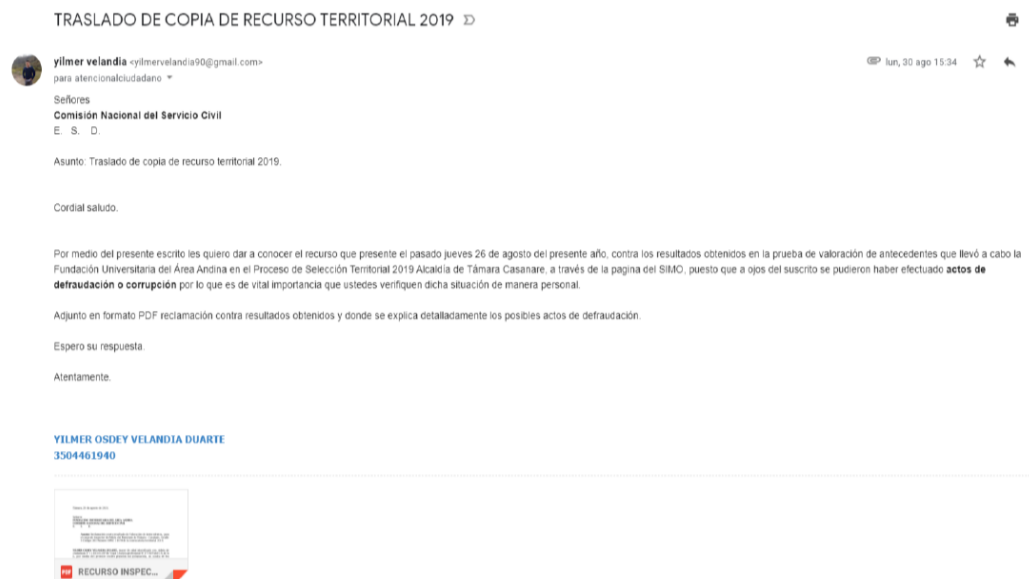 TRASLADO DE COPIA DE RECURSO TERRITORIAL 2019
yilmer velandia <yilmervelandia90@gmail.com>
lun, 30 ago 15:34
para atencionalciudadano
Señores
Comisión Nacional del Servicio Civil
E. S. D.
Asunto: Traslado de copia de recurso territorial 2019.
Cordial saludo.
Por medio del presente escrito les quiero dar a conocer el recurso que presente el pasado jueves 26 de agosto del presente año, contra los resultados obtenidos en la prueba de valoración de antecedentes que llevó a cabo la
Fundación Universitaria del Área Andina en el Proceso de Selección Territorial 2019 Alcaldía de Támara Casanare, a través de la pagina del SIMO, puesto que a ojos del suscrito se pudieron haber efectuado actos de
defraudación o corrupción por lo que es de vital importancia que ustedes verifiquen dicha situación de manera personal.
Adjunto en formato PDF reclamación contra resultados obtenidos y donde se explica detalladamente los posibles actos de defraudación.
Espero su respuesta.
Atentamente.
YILMER OSDEY VELANDIA DUARTE
3504461940
PDF RECURSO INSPEC...